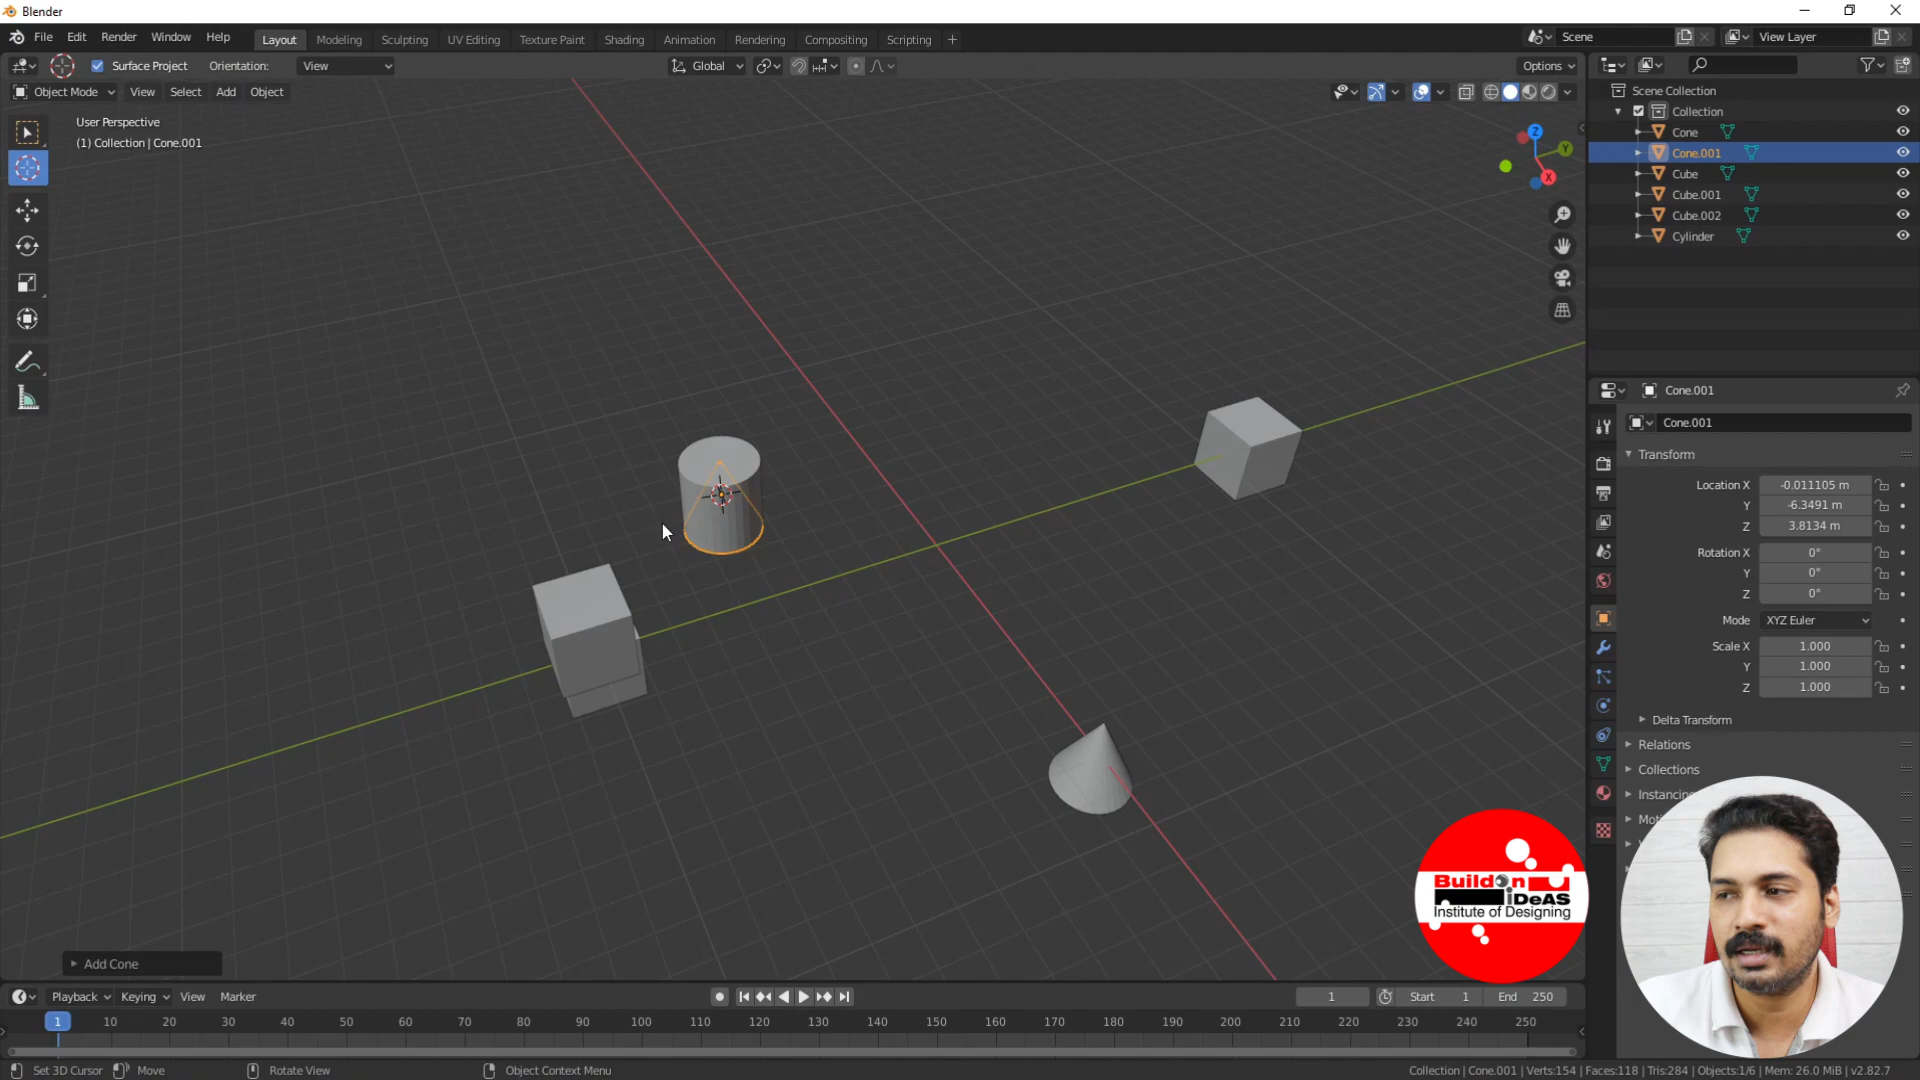 Blender
File Edit Render Window Help Layout Modeling Sculpting UV Editing Texture Paint Shading Animation Rendering Compositing Scripting + Scene View Layer
Surface Project Orientation: View Global Options
Object Mode View Select Add Object
User Perspective
(1) Collection | Cone.001
Z
Y
X
Scene Collection
Collection
Cone
Cone.001
Cube
Cube.001
Cube.002
Cylinder
Cone.001
Cone.001
Transform
Location X -0.011105 m
Y -6.3491 m
Z 3.8134 m
Rotation X 0°
Y 0°
Z 0°
Mode XYZ Euler
Scale X 1.000
Y 1.000
Z 1.000
Delta Transform
Relations
Collections
Instancing
Build on
iDeAS
Institute of Designing
Add Cone
Playback Keying View Marker 1 Start 1 End 250
1 10 20 30 40 50 60 70 80 90 100 110 120 130 140 150 160 170 180 190 200 210 220 230 240 250
Set 3D Cursor Move Rotate View Object Context Menu Collection | Cone.001 | Verts:154 | Faces:118 | Tris:284 | Objects:1/6 | Mem: 26.0 MiB | v2.82.7